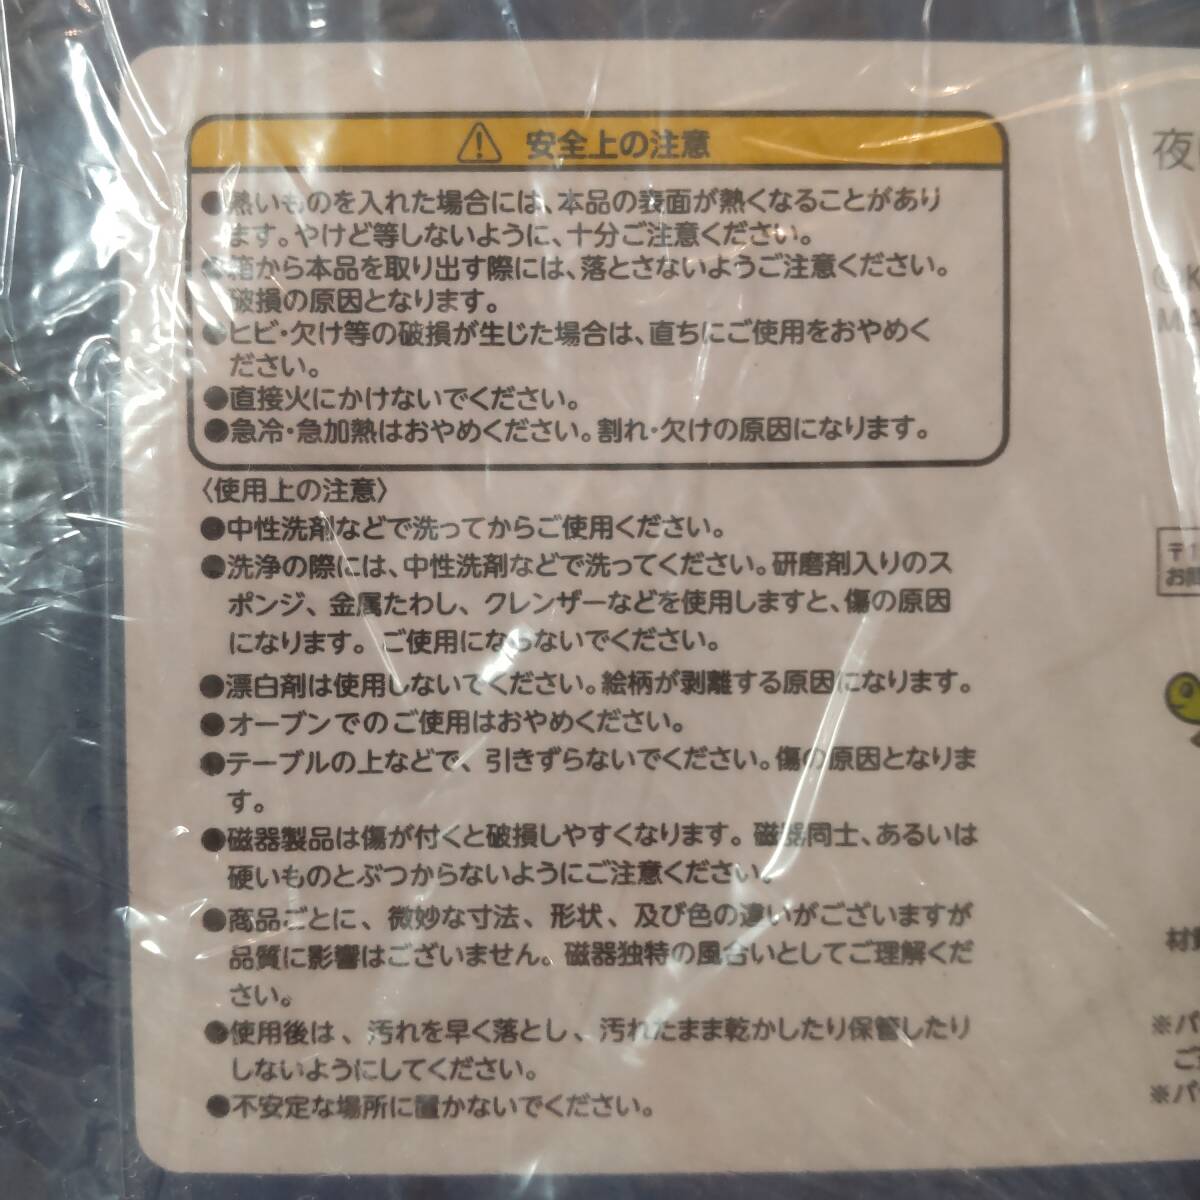 ⚠ 安全上の注意
●熱いものを入れた場合には、本品の表面が熱くなることがあり
ます。やけど等しないように、十分ご注意ください。
●箱から本品を取り出す際には、落とさないようご注意ください。
破損の原因となります。
●ヒビ・欠け等の破損が生じた場合は、直ちにご使用をおやめく
ださい。
●直接火にかけないでください。
●急冷・急加熱はおやめください。割れ・欠けの原因になります。
〈使用上の注意〉
●中性洗剤などで洗ってからご使用ください。
●洗浄の際には、中性洗剤などで洗ってください。研磨剤入りのス
ポンジ、金属たわし、クレンザーなどを使用しますと、傷の原因
になります。ご使用にならないでください。
●漂白剤は使用しないでください。絵柄が剥離する原因になります。
●オーブンでのご使用はおやめください。
●テーブルの上などで、引きずらないでください。傷の原因となりま
す。
●磁器製品は傷が付くと破損しやすくなります。磁器同士、あるいは
硬いものとぶつからないようにご注意ください。
●商品ごとに、微妙な寸法、形状、及び色の違いがございますが
品質に影響はございません。磁器独特の風合いとしてご理解くだ
さい。
●使用後は、汚れを早く落とし、汚れたまま乾かしたり保管したり
しないようにしてください。
●不安定な場所に置かないでください。
夜
©K
MA
〒1
お
材
※パ
ご
※パ